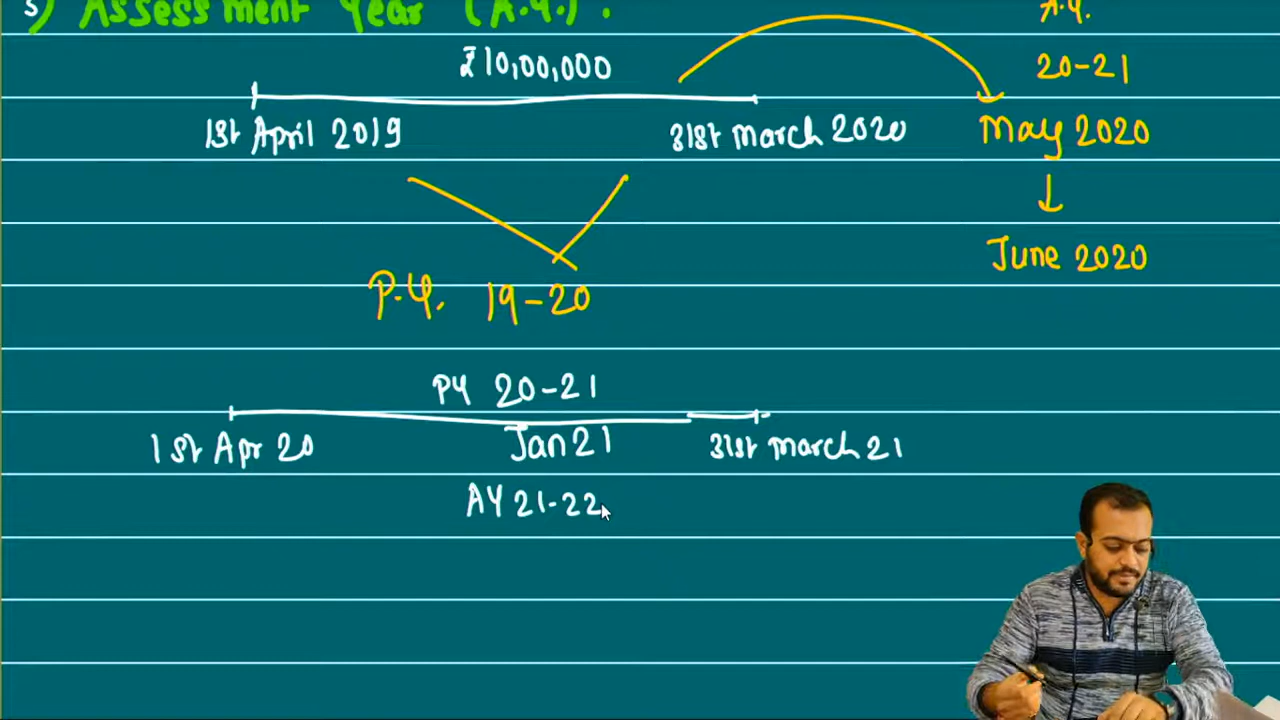 3) Assessment Year (A.Y.) :
A.Y.
₹10,00,000
20-21
1st April 2019
31st March 2020
May 2020
↓
June 2020
P.Y. 19-20
PY 20-21
1st Apr 20
Jan 21
31st March 21
AY 21-22